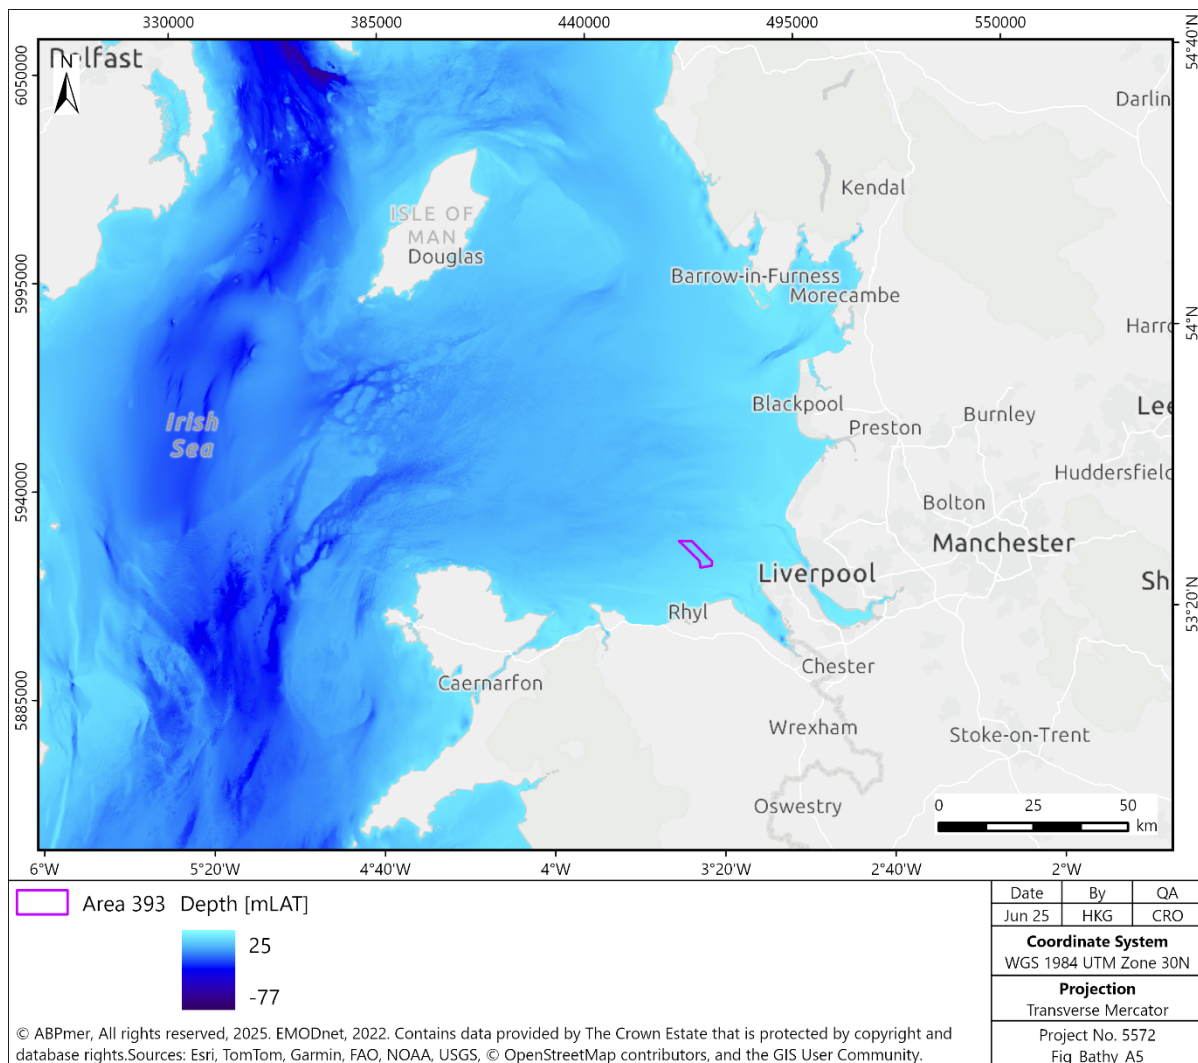 330000 385000 440000 495000 550000
54°40'N
54°N
53°20'N
6050000
5995000
5940000
5885000
N
Belfast
Darlin
Kendal
ISLE OF
MAN
Douglas
Barrow-in-Furness
Morecambe
Harro
Irish
Sea
Blackpool
Preston
Burnley
Lee
Huddersfield
Bolton
Manchester
Liverpool
Sh
Rhyl
Chester
Caernarfon
Wrexham
Stoke-on-Trent
Oswestry
0 25 50
km
6°W 5°20'W 4°40'W 4°W 3°20'W 2°40'W 2°W
Area 393 Depth [mLAT]
25
-77
Date By QA
Jun 25 HKG CRO
Coordinate System
WGS 1984 UTM Zone 30N
Projection
Transverse Mercator
Project No. 5572
Fig_Bathy_A5
© ABPmer, All rights reserved, 2025. EMODnet, 2022. Contains data provided by The Crown Estate that is protected by copyright and
database rights.Sources: Esri, TomTom, Garmin, FAO, NOAA, USGS, © OpenStreetMap contributors, and the GIS User Community.